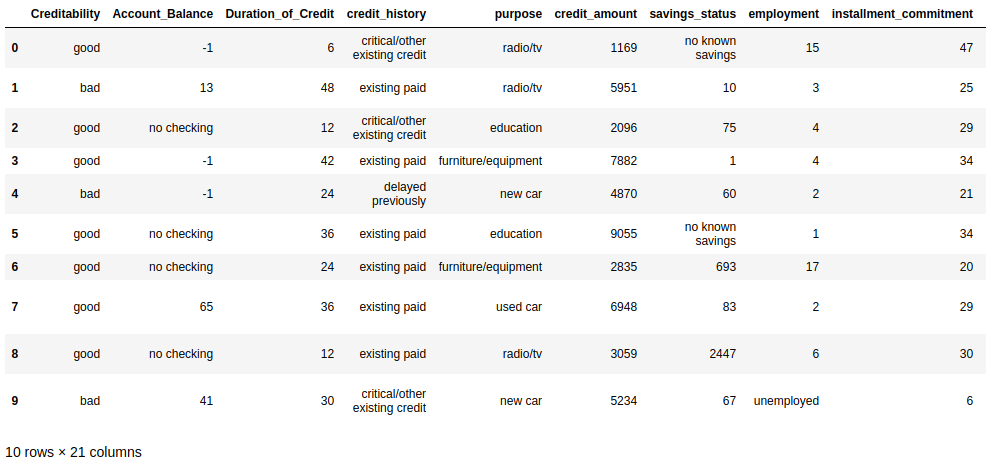 Creditability Account_Balance Duration_of_Credit credit_history purpose credit_amount savings_status employment installment_commitment
0 good -1 6 critical/other existing credit radio/tv 1169 no known savings 15 47
1 bad 13 48 existing paid radio/tv 5951 10 3 25
2 good no checking 12 critical/other existing credit education 2096 75 4 29
3 good -1 42 existing paid furniture/equipment 7882 1 4 34
4 bad -1 24 delayed previously new car 4870 60 2 21
5 good no checking 36 existing paid education 9055 no known savings 1 34
6 good no checking 24 existing paid furniture/equipment 2835 693 17 20
7 good 65 36 existing paid used car 6948 83 2 29
8 good no checking 12 existing paid radio/tv 3059 2447 6 30
9 bad 41 30 critical/other existing credit new car 5234 67 unemployed 6
10 rows × 21 columns